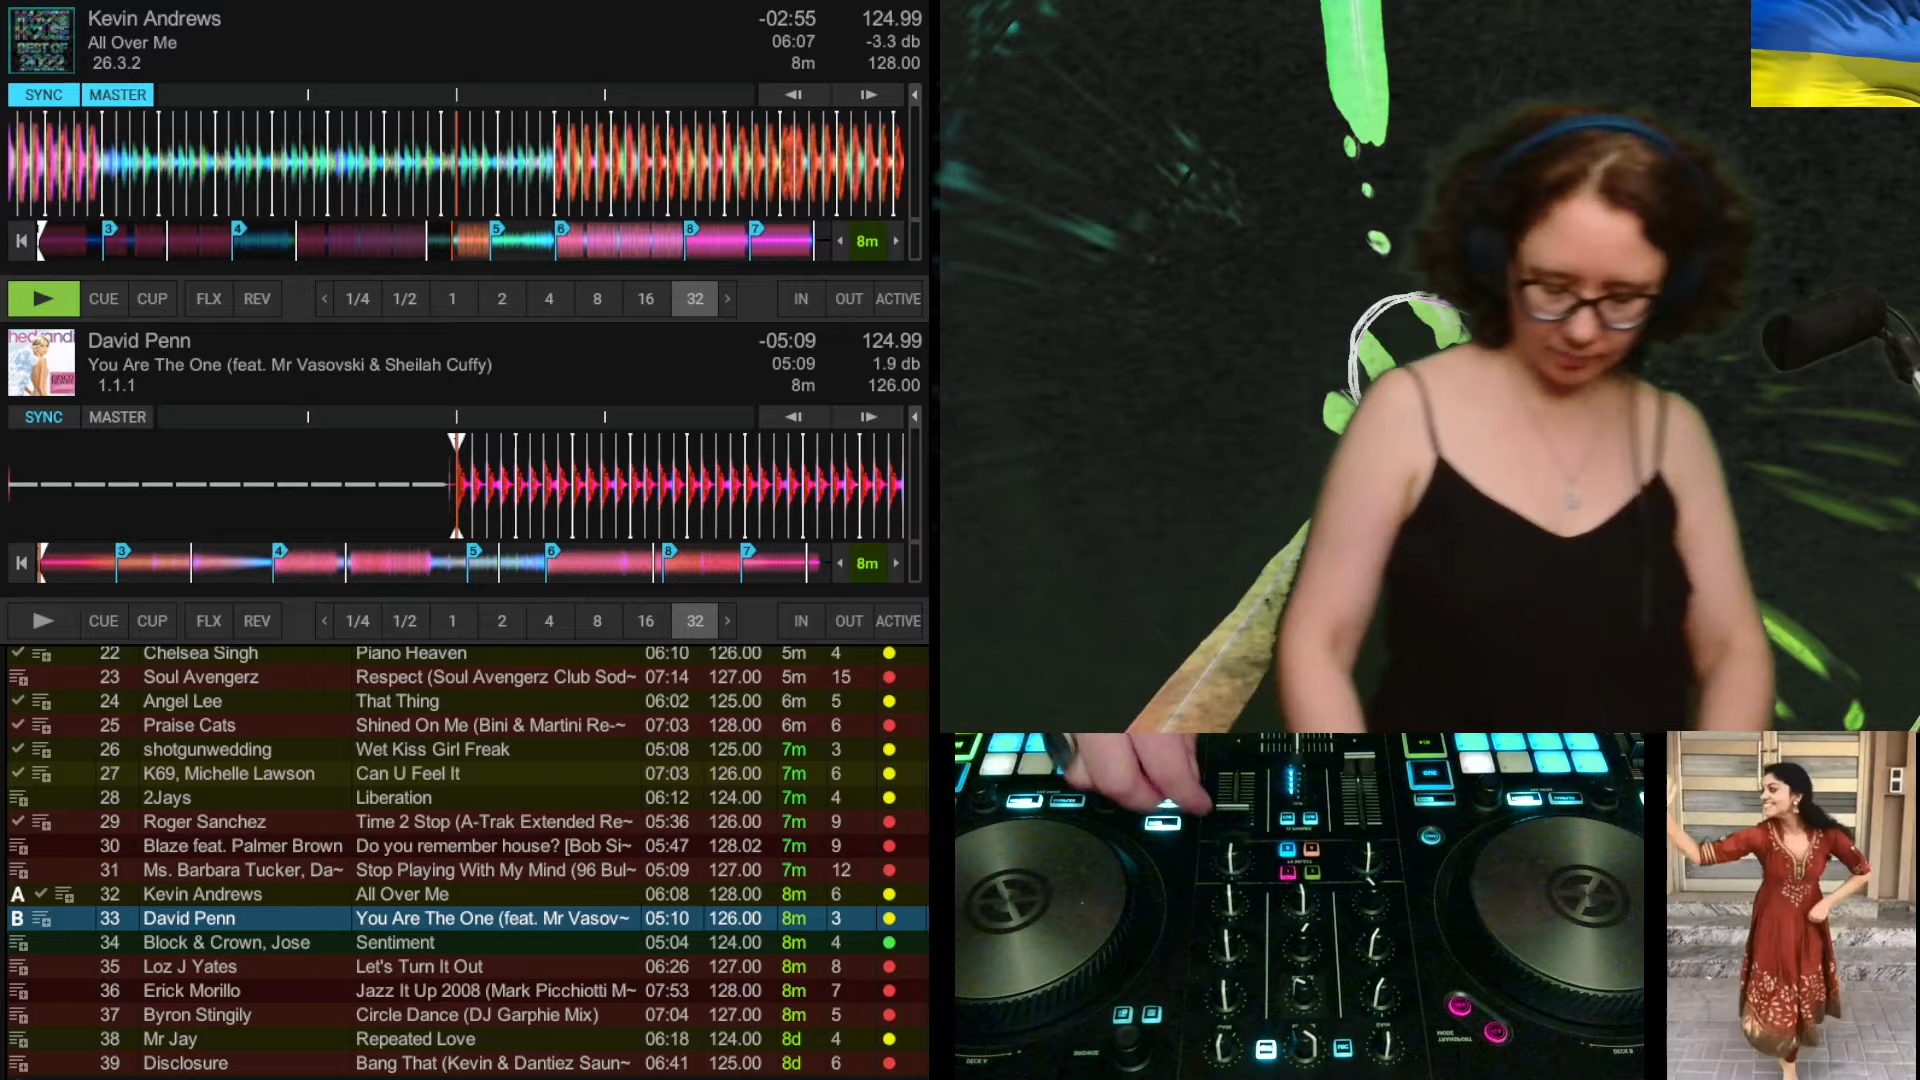 HOUSE
BEST OF
2022
Kevin Andrews -02:55 124.99
All Over Me 06:07 -3.3 db
26.3.2 8m 128.00
SYNC MASTER
3 4 5 6 8 7
8m
CUE CUP FLX REV 1/4 1/2 1 2 4 8 16 32 IN OUT ACTIVE
hedkandi
David Penn -05:09 124.99
You Are The One (feat. Mr Vasovski & Sheilah Cuffy) 05:09 1.9 db
1.1.1 8m 126.00
SYNC MASTER
3 4 5 6 8 7
8m
CUE CUP FLX REV 1/4 1/2 1 2 4 8 16 32 IN OUT ACTIVE
22 Chelsea Singh Piano Heaven 06:10 126.00 5m 4
23 Soul Avengerz Respect (Soul Avengerz Club Sod~ 07:14 127.00 5m 15
24 Angel Lee That Thing 06:02 125.00 6m 5
25 Praise Cats Shined On Me (Bini & Martini Re-~ 07:03 128.00 6m 6
26 shotgunwedding Wet Kiss Girl Freak 05:08 125.00 7m 3
27 K69, Michelle Lawson Can U Feel It 07:03 126.00 7m 6
28 2Jays Liberation 06:12 124.00 7m 4
29 Roger Sanchez Time 2 Stop (A-Trak Extended Re~ 05:36 126.00 7m 9
30 Blaze feat. Palmer Brown Do you remember house? [Bob Si~ 05:47 128.02 7m 9
31 Ms. Barbara Tucker, Da~ Stop Playing With My Mind (96 Bul~ 05:09 127.00 7m 12
A 32 Kevin Andrews All Over Me 06:08 128.00 8m 6
B 33 David Penn You Are The One (feat. Mr Vasov~ 05:10 126.00 8m 3
34 Block & Crown, Jose Sentiment 05:04 124.00 8m 4
35 Loz J Yates Let's Turn It Out 06:26 127.00 8m 8
36 Erick Morillo Jazz It Up 2008 (Mark Picchiotti M~ 07:53 128.00 8m 7
37 Byron Stingily Circle Dance (DJ Garphie Mix) 07:04 127.00 8m 5
38 Mr Jay Repeated Love 06:18 124.00 8d 4
39 Disclosure Bang That (Kevin & Dantiez Saun~ 06:41 125.00 8d 6